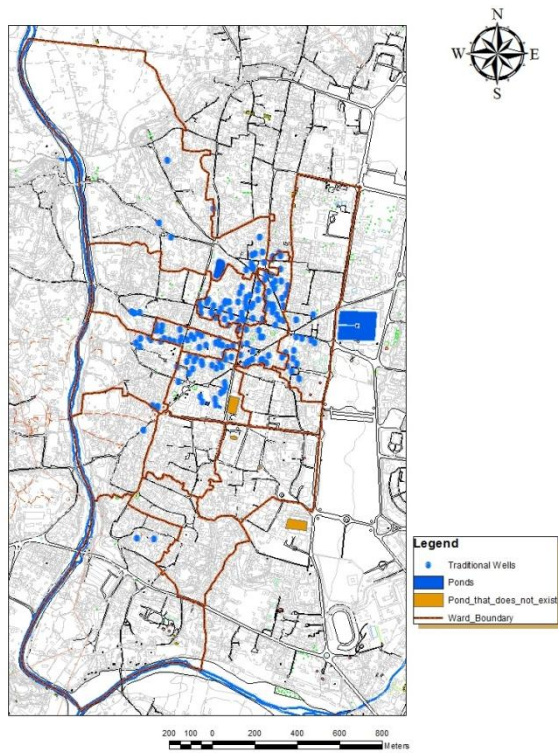 N
W E
S
Legend
Traditional Wells
Ponds
Pond_that_does_not_exist
Ward_Boundary
200 100 0 200 400 600 800
Meters